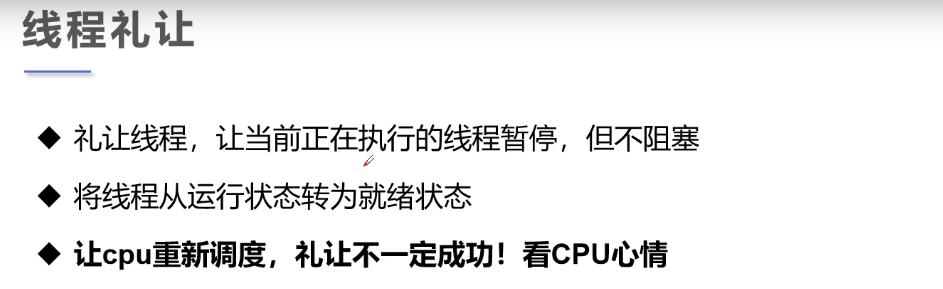 线程礼让
礼让线程，让当前正在执行的线程暂停，但不阻塞
将线程从运行状态转为就绪状态
让cpu重新调度，礼让不一定成功！看CPU心情